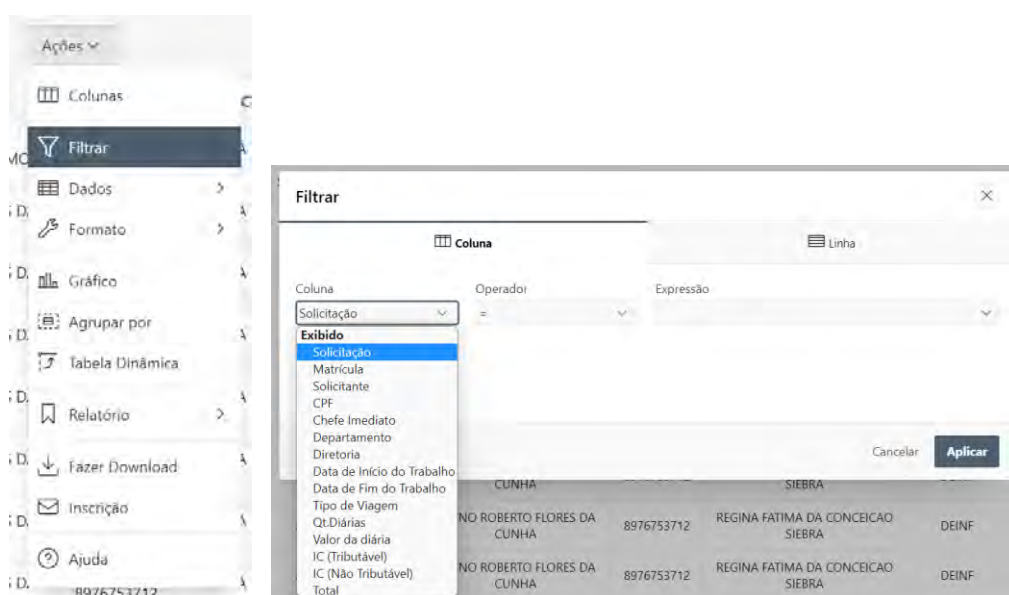 Ações
Colunas
Filtrar
Dados
Formato
Gráfico
Agrupar por
Tabela Dinâmica
Relatório
Fazer Download
Inscrição
Ajuda
8976753712
Filtrar
Coluna
Linha
Coluna Operador Expressão
Solicitação =
Exibido
Solicitação
Matrícula
Solicitante
CPF
Chefe Imediato
Departamento
Diretoria
Data de Início do Trabalho
Data de Fim do Trabalho
Tipo de Viagem
Qt.Diárias
Valor da diária
IC (Tributável)
IC (Não Tributável)
Total
Cancelar Aplicar
CUNHA SIEBRA
NO ROBERTO FLORES DA CUNHA 8976753712 REGINA FATIMA DA CONCEICAO SIEBRA DEINF
NO ROBERTO FLORES DA CUNHA 8976753712 REGINA FATIMA DA CONCEICAO SIEBRA DEINF